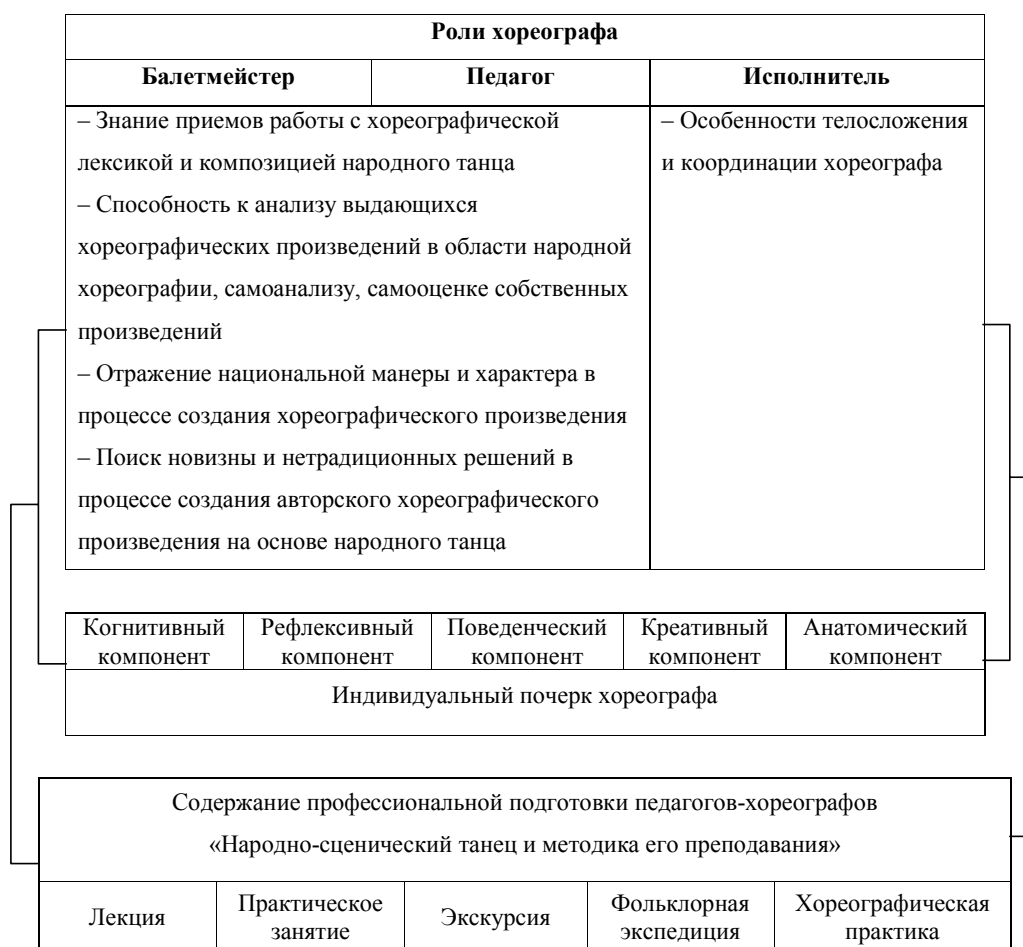 Роли хореографа
Балетмейстер Педагог Исполнитель
– Знание приемов работы с хореографической
лексикой и композицией народного танца
– Способность к анализу выдающихся
хореографических произведений в области народной
хореографии, самоанализу, самооценке собственных
произведений
– Отражение национальной манеры и характера в
процессе создания хореографического произведения
– Поиск новизны и нетрадиционных решений в
процессе создания авторского хореографического
произведения на основе народного танца
– Особенности телосложения
и координации хореографа
Когнитивный
компонент
Рефлексивный
компонент
Поведенческий
компонент
Креативный
компонент
Анатомический
компонент
Индивидуальный почерк хореографа
Содержание профессиональной подготовки педагогов-хореографов
«Народно-сценический танец и методика его преподавания»
Лекция
Практическое
занятие
Экскурсия
Фольклорная
экспедиция
Хореографическая
практика